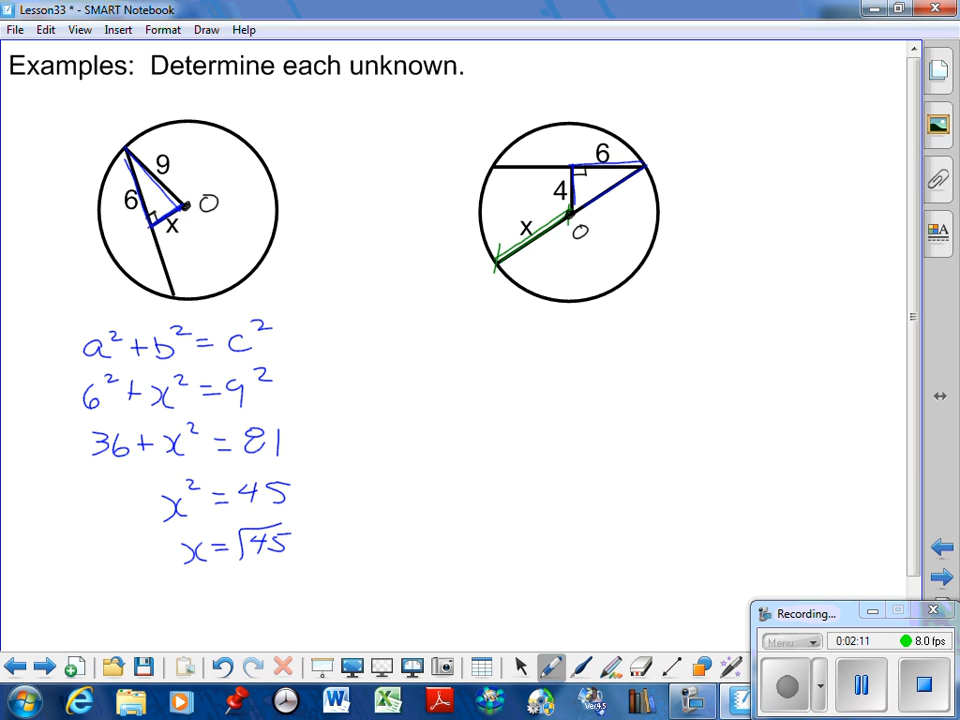 Lesson33 * - SMART Notebook
File Edit View Insert Format Draw Help
Examples: Determine each unknown.
9
6
x
O
6
4
x
O
a² + b² = c²
6² + x² = 9²
36 + x² = 81
x² = 45
x = √45
Recording...
Menu
0:02:11
8.0 fps
W
Ver4.5